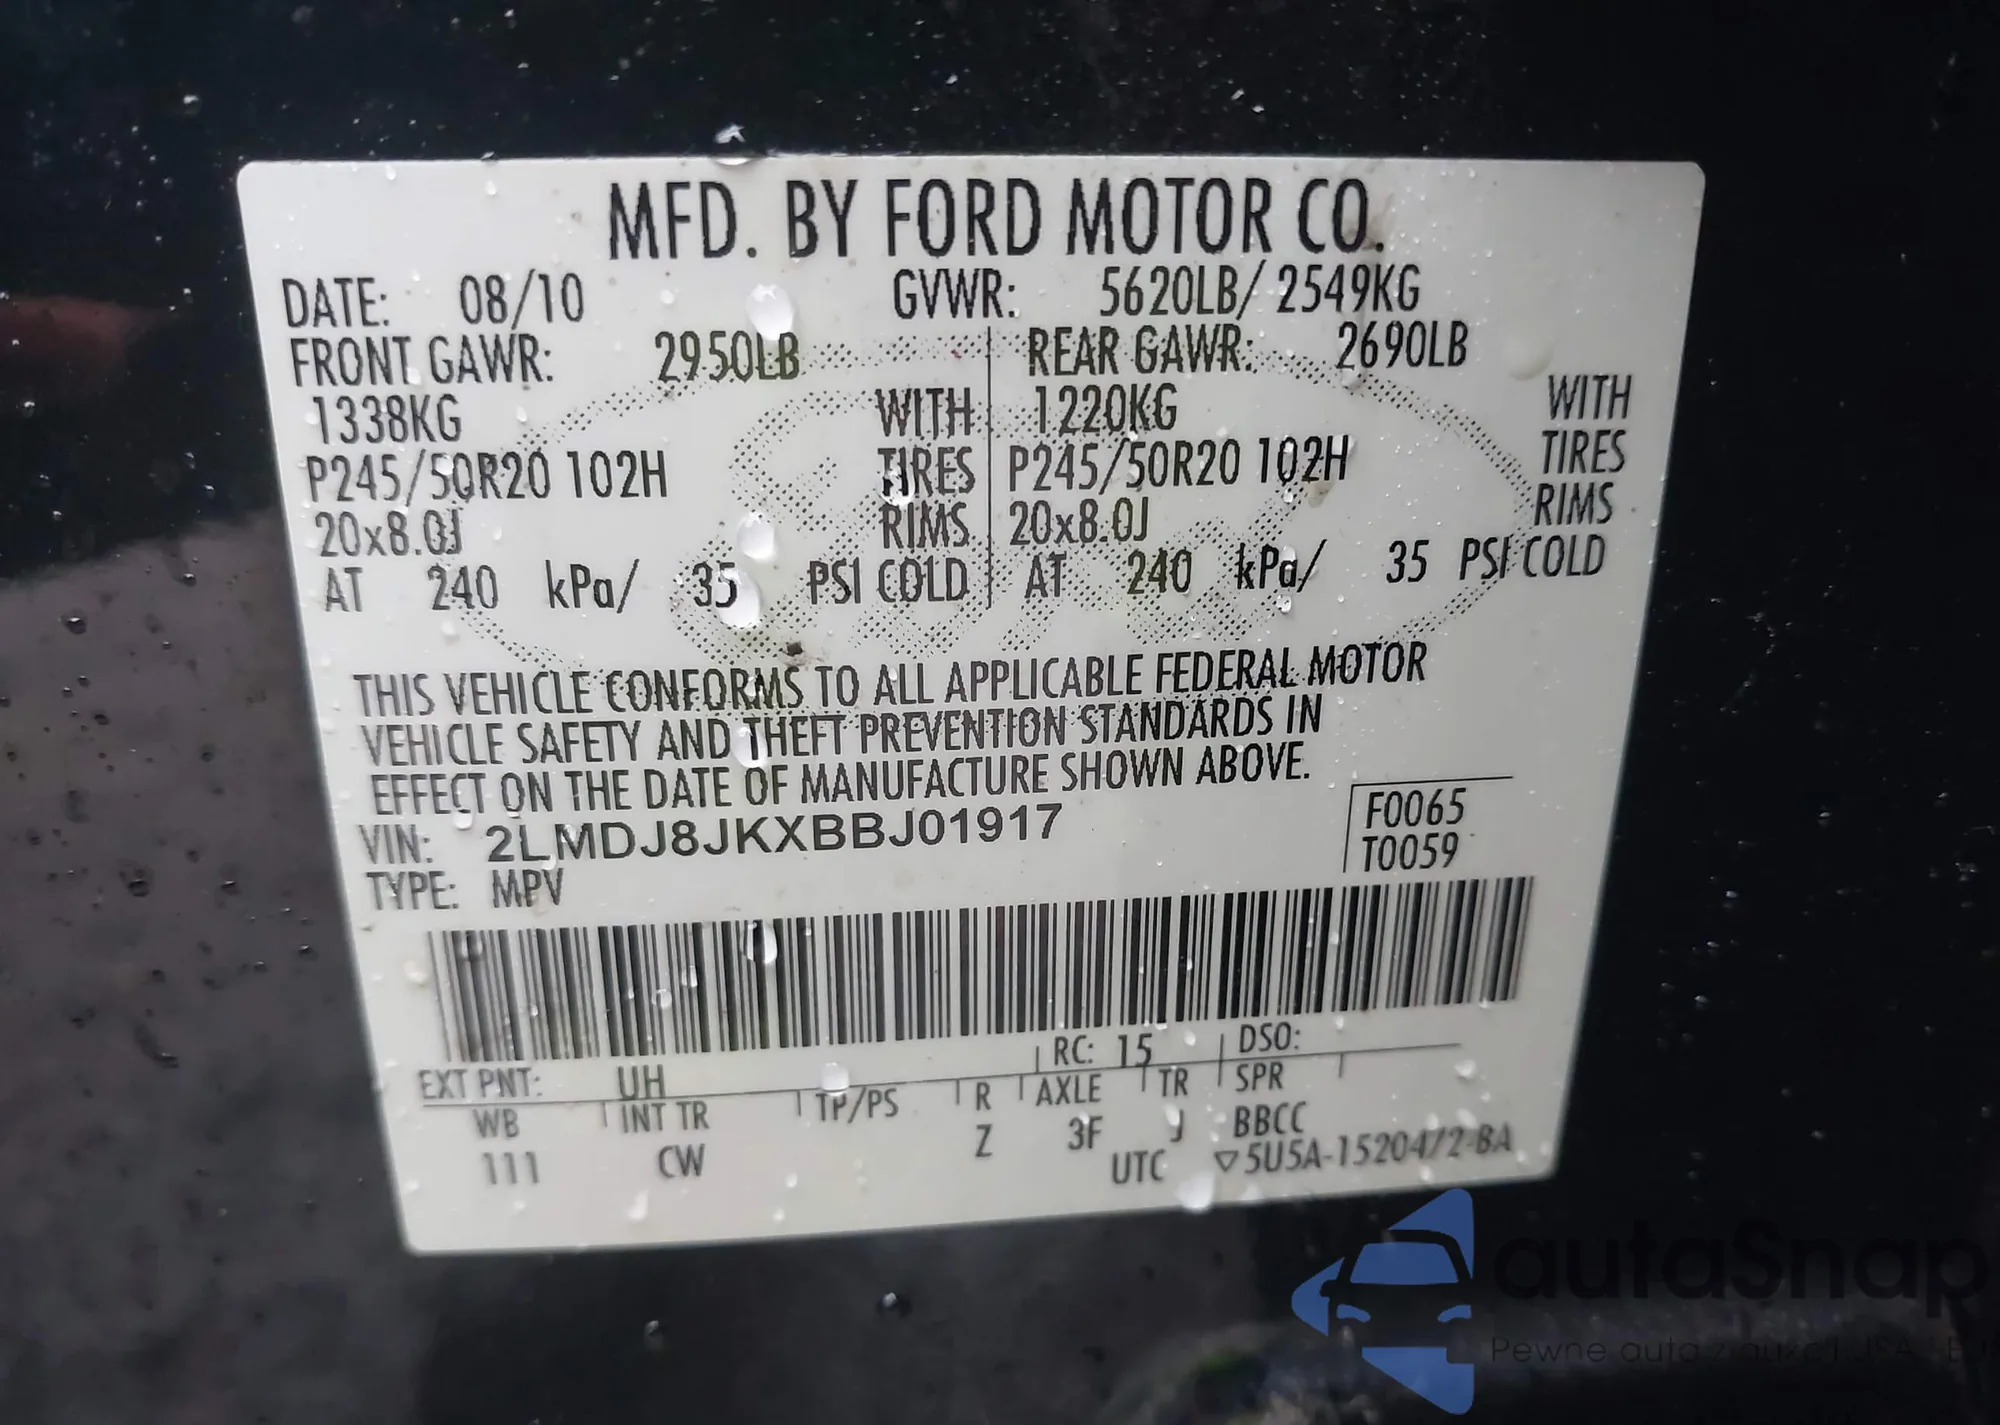 MFD. BY FORD MOTOR CO.
DATE: 08/10 GVWR: 5620LB/ 2549KG
FRONT GAWR: 2950LB REAR GAWR: 2690LB
1338KG WITH 1220KG WITH
P245/50R20 102H TIRES P245/50R20 102H TIRES
20x8.0J RIMS 20x8.0J RIMS
AT 240 kPa/ 35 PSI COLD AT 240 kPa/ 35 PSI COLD
THIS VEHICLE CONFORMS TO ALL APPLICABLE FEDERAL MOTOR
VEHICLE SAFETY AND THEFT PREVENTION STANDARDS IN
EFFECT ON THE DATE OF MANUFACTURE SHOWN ABOVE.
VIN: 2LMDJ8JKXBBJ01917 F0065
TYPE: MPV T0059
EXT PNT: UH RC: 15 DSO:
WB INT TR TP/PS R AXLE TR SPR
111 CW Z 3F J BBCC
UTC ▽5U5A-1520472-BA
autaSnap
Pewne auta z aukcji USA